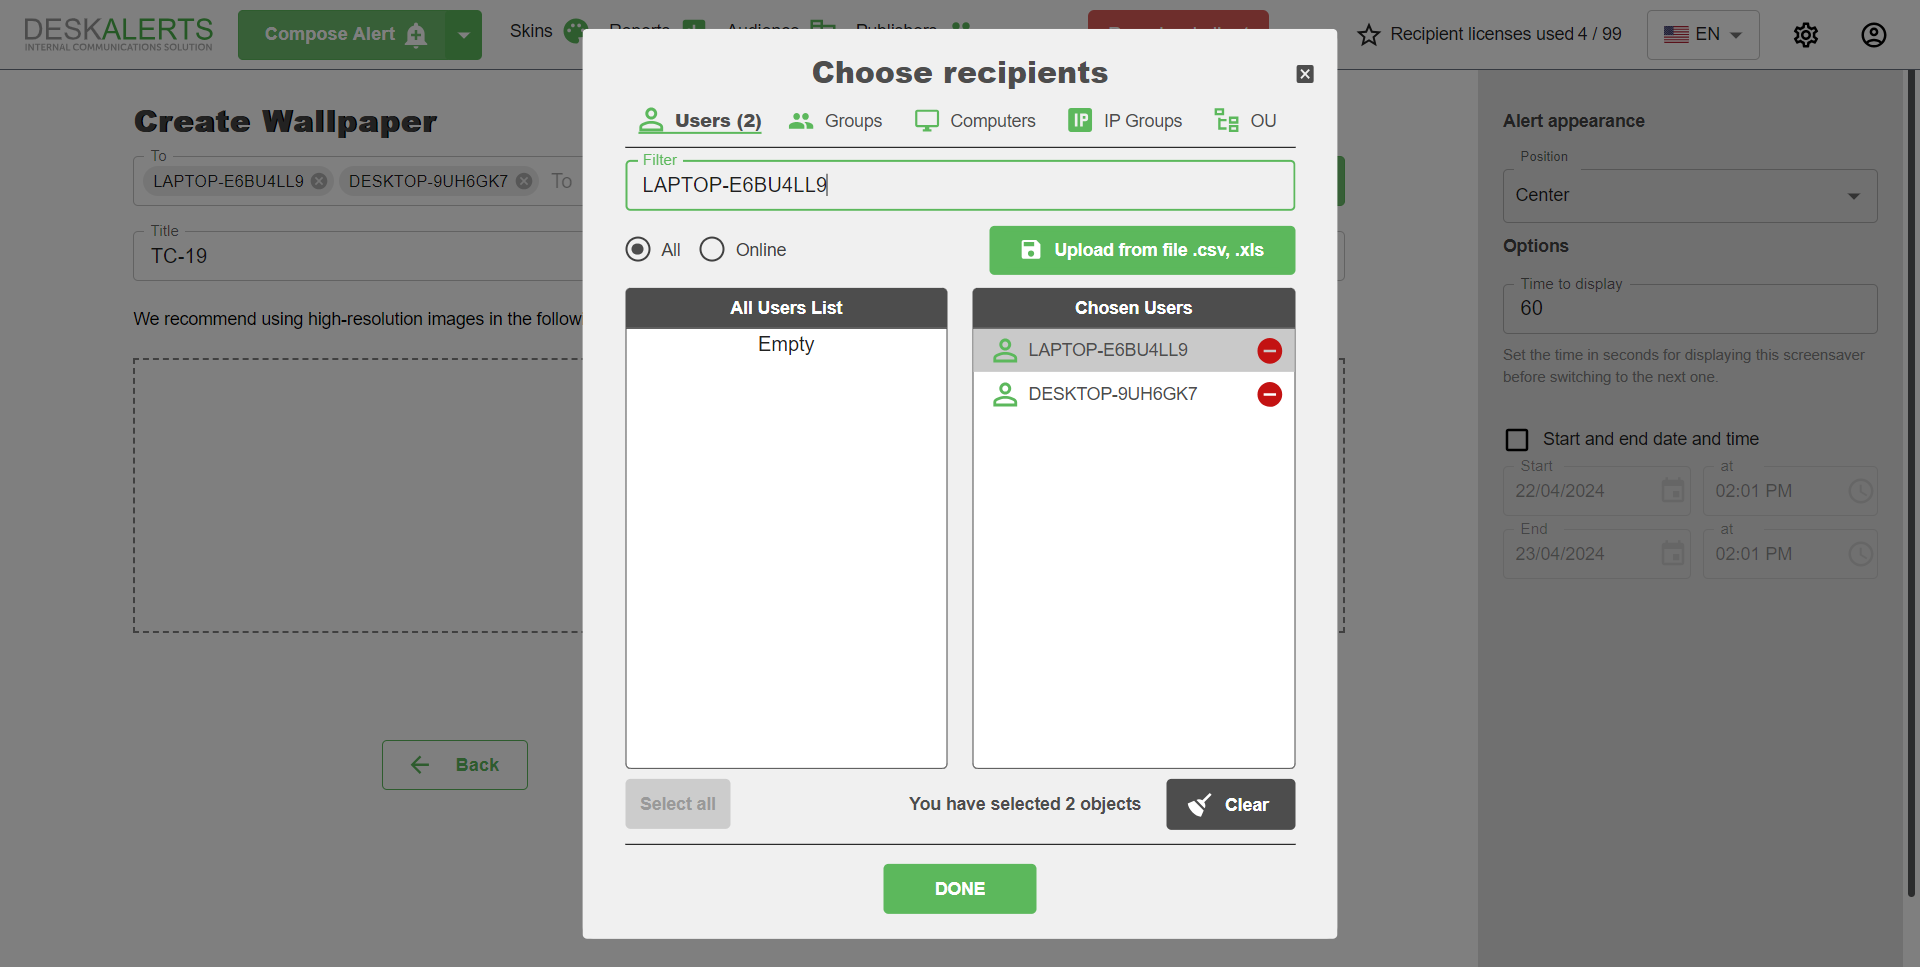 DESKALERTS
INTERNAL COMMUNICATIONS SOLUTION
Compose Alert
Skins
Reports
Audience
Publishers
Recipient licenses used 4 / 99
EN
Create Wallpaper
To
LAPTOP-E6BU4LL9
DESKTOP-9UH6GK7
To
Title
TC-19
We recommend using high-resolution images in the follow
Back
Choose recipients
Users (2)
Groups
Computers
IP
IP Groups
OU
Filter
LAPTOP-E6BU4LL9
All
Online
Upload from file .csv, .xls
All Users List
Empty
Chosen Users
LAPTOP-E6BU4LL9
DESKTOP-9UH6GK7
Select all
You have selected 2 objects
Clear
DONE
Alert appearance
Position
Center
Options
Time to display
60
Set the time in seconds for displaying this screensaver
before switching to the next one.
Start and end date and time
Start
22/04/2024
at
02:01 PM
End
23/04/2024
at
02:01 PM